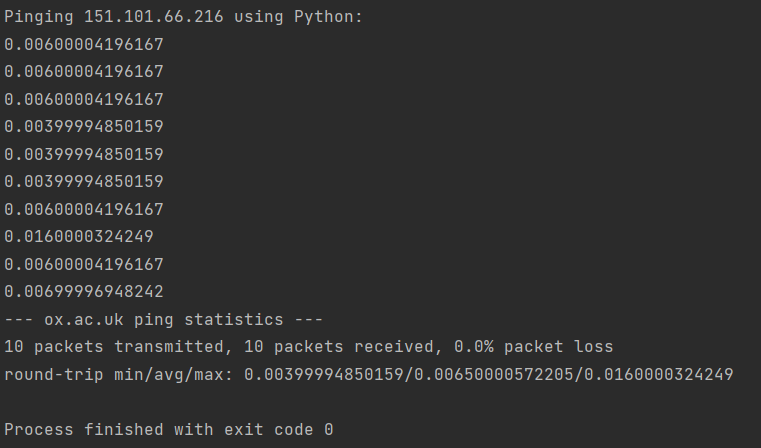 Pinging 151.101.66.216 using Python:
0.00600004196167
0.00600004196167
0.00600004196167
0.00399994850159
0.00399994850159
0.00399994850159
0.00600004196167
0.0160000324249
0.00600004196167
0.00699996948242
--- ox.ac.uk ping statistics ---
10 packets transmitted, 10 packets received, 0.0% packet loss
round-trip min/avg/max: 0.00399994850159/0.00650000572205/0.0160000324249
Process finished with exit code 0